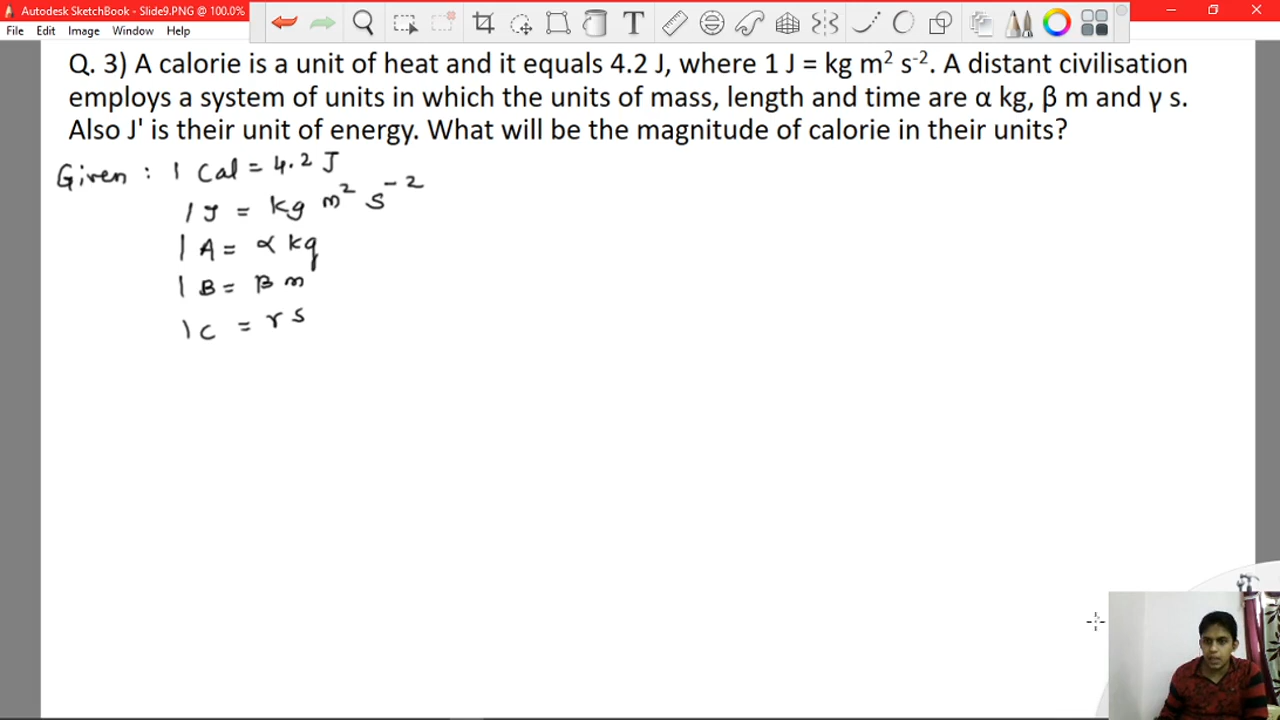 Autodesk SketchBook - Slide9.PNG @ 100.0%
File Edit Image Window Help
T
Q. 3) A calorie is a unit of heat and it equals 4.2 J, where 1 J = kg m² s⁻². A distant civilisation
employs a system of units in which the units of mass, length and time are α kg, β m and γ s.
Also J' is their unit of energy. What will be the magnitude of calorie in their units?
Given : 1 Cal = 4.2 J
1 J = kg m² s⁻²
1 A = α kg
1 B = β m
1 C = γ s